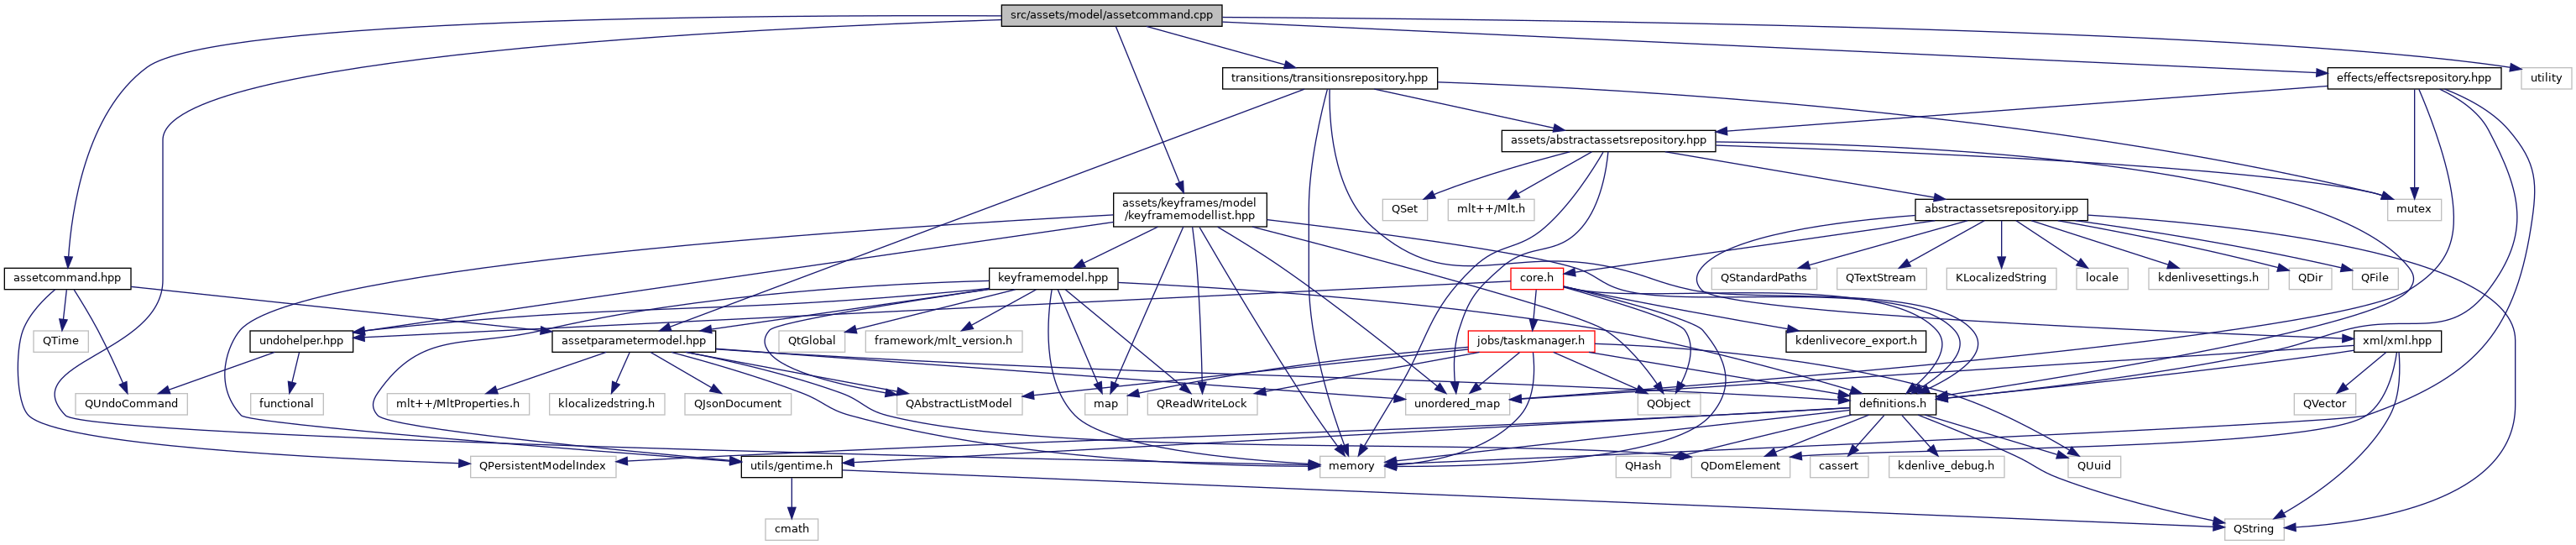 src/assets/model/assetcommand.cpp
transitions/transitionsrepository.hpp
effects/effectsrepository.hpp
utility
assets/abstractassetsrepository.hpp
assets/keyframes/model
/keyframemodellist.hpp
QSet
mlt++/Mlt.h
abstractassetsrepository.ipp
mutex
assetcommand.hpp
keyframemodel.hpp
core.h
QStandardPaths
QTextStream
KLocalizedString
locale
kdenlivesettings.h
QDir
QFile
QTime
undohelper.hpp
assetparametermodel.hpp
QtGlobal
framework/mlt_version.h
jobs/taskmanager.h
kdenlivecore_export.h
xml/xml.hpp
QUndoCommand
functional
mlt++/MltProperties.h
klocalizedstring.h
QJsonDocument
QAbstractListModel
map
QReadWriteLock
unordered_map
QObject
definitions.h
QVector
QPersistentModelIndex
utils/gentime.h
memory
QDomElement
QHash
cassert
kdenlive_debug.h
QUuid
cmath
QString